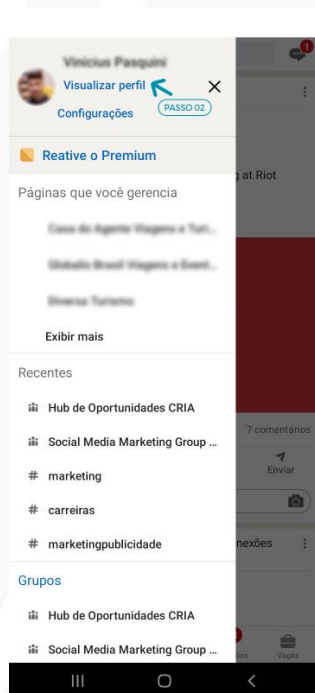 Visualizar perfil
PASSO 02
Configurações
Reative o Premium
g at Riot
Páginas que você gerencia
Exibir mais
Recentes
Hub de Oportunidades CRIA
Social Media Marketing Group ...
7 comentários
# marketing
Enviar
# carreiras
# marketingpublicidade
nexões
Grupos
Hub de Oportunidades CRIA
Social Media Marketing Group ...
ões
Vagas